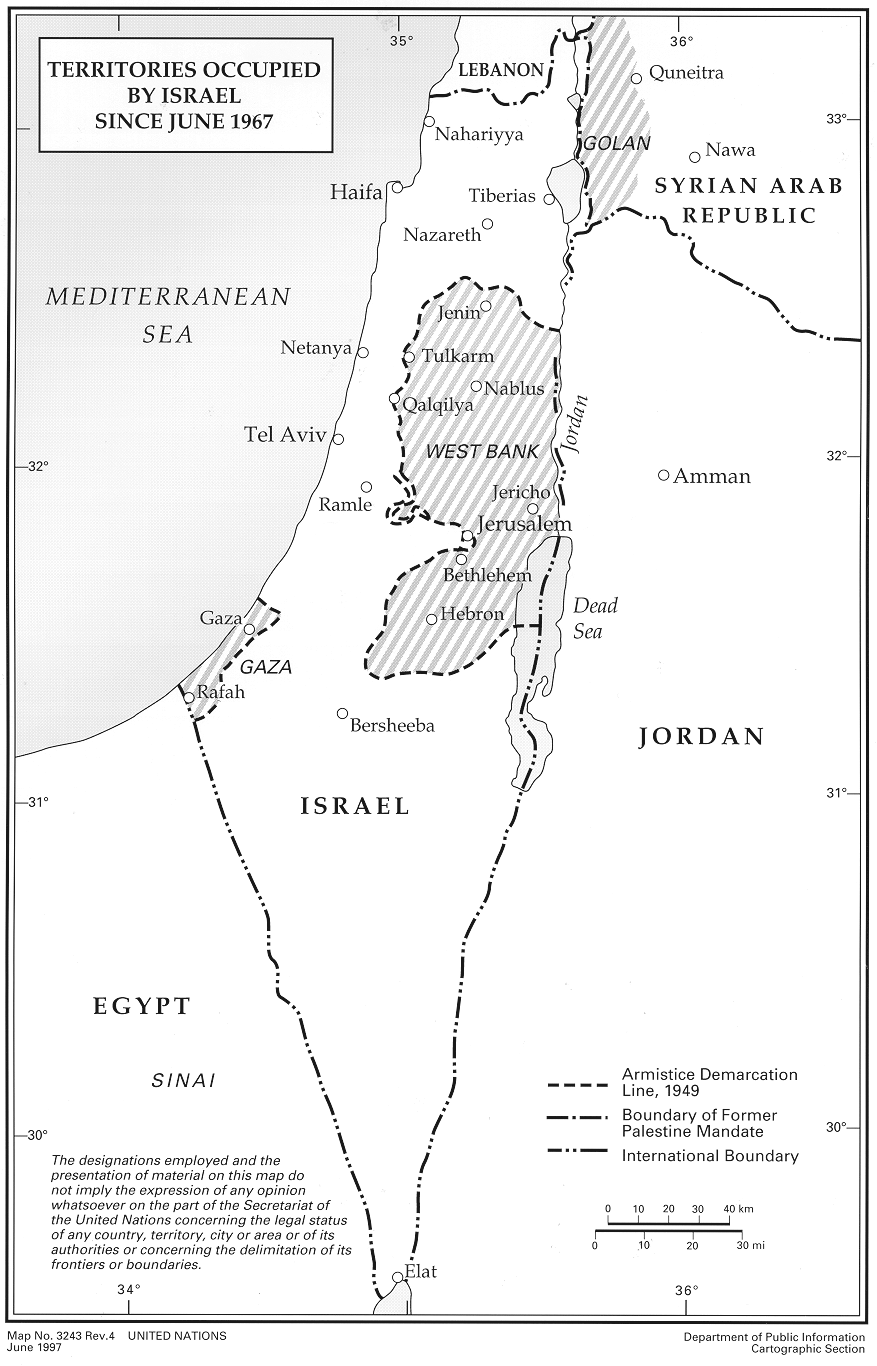 TERRITORIES OCCUPIED
BY ISRAEL
SINCE JUNE 1967
35°
36°
LEBANON
Quneitra
33°
Nahariyya
GOLAN
Nawa
Haifa
Tiberias
SYRIAN ARAB
REPUBLIC
Nazareth
MEDITERRANEAN
SEA
Jenin
Netanya
Tulkarm
Nablus
Qalqilya
Jordan
Tel Aviv
WEST BANK
32°
32°
Amman
Ramle
Jericho
Jerusalem
Bethlehem
Dead
Sea
Gaza
Hebron
GAZA
Rafah
Bersheeba
JORDAN
ISRAEL
31°
31°
EGYPT
SINAI
Armistice Demarcation
Line, 1949
Boundary of Former
Palestine Mandate
International Boundary
30°
30°
The designations employed and the
presentation of material on this map do
not imply the expression of any opinion
whatsoever on the part of the Secretariat of
the United Nations concerning the legal status
of any country, territory, city or area or of its
authorities or concerning the delimitation of its
frontiers or boundaries.
0 10 20 30 40 km
0 10 20 30 mi
Elat
34°
36°
Map No. 3243 Rev.4 UNITED NATIONS
June 1997
Department of Public Information
Cartographic Section